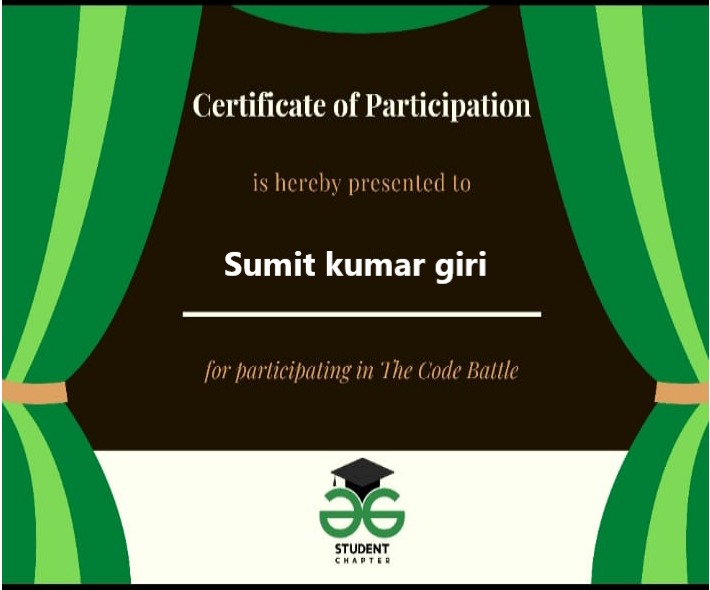 Certificate of Participation
is hereby presented to
Sumit kumar giri
for participating in The Code Battle
STUDENT
CHAPTER